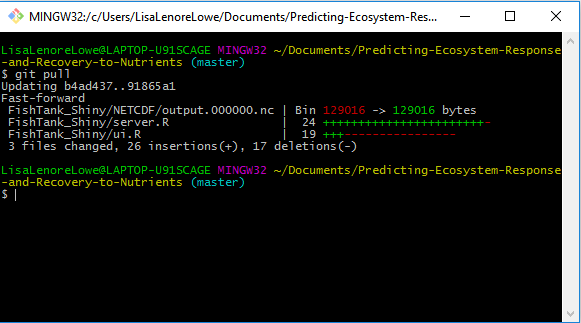 MINGW32:/c/Users/LisaLenoreLowe/Documents/Predicting-Ecosystem-Res...
LisaLenoreLowe@LAPTOP-U91SCAGE MINGW32 ~/Documents/Predicting-Ecosystem-Response
-and-Recovery-to-Nutrients (master)
$ git pull
Updating b4ad437..91865a1
Fast-forward
 FishTank_Shiny/NETCDF/output.000000.nc | Bin 129016 -> 129016 bytes
 FishTank_Shiny/server.R                |  24 +++++++++++++++++++++++-
 FishTank_Shiny/ui.R                    |  19 +++----------------
 3 files changed, 26 insertions(+), 17 deletions(-)
LisaLenoreLowe@LAPTOP-U91SCAGE MINGW32 ~/Documents/Predicting-Ecosystem-Response
-and-Recovery-to-Nutrients (master)
$